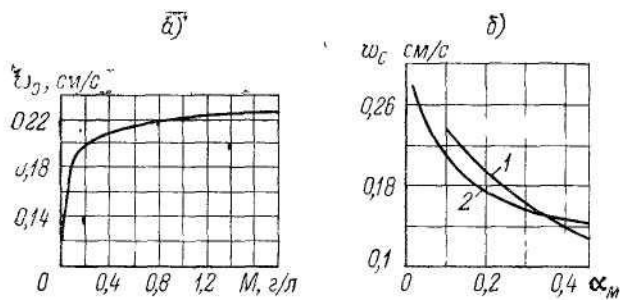 а) б)
w₀, см/с w_c см/с
0,22 0,26
0,18 0,18
0,14 0,1
0 0,4 0,8 1,2 M, г/л
0 0,2 0,4 α_M
1
2